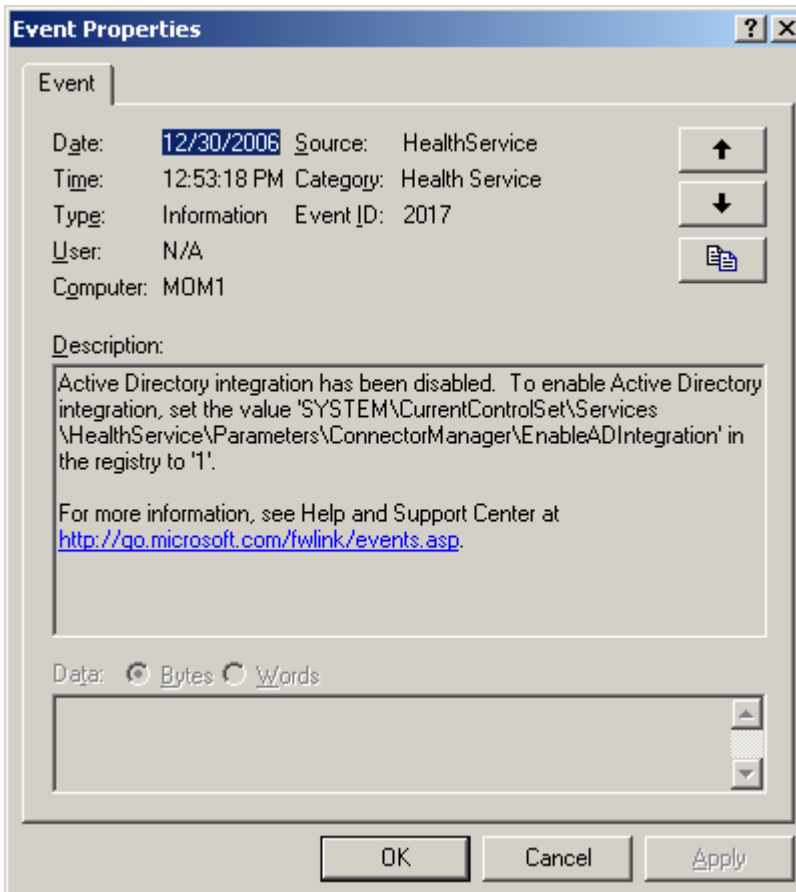 Event Properties
Event
Date: 12/30/2006 Source: HealthService
Time: 12:53:18 PM Category: Health Service
Type: Information Event ID: 2017
User: N/A
Computer: MOM1
Description:
Active Directory integration has been disabled.  To enable Active Directory
integration, set the value 'SYSTEM\CurrentControlSet\Services
\HealthService\Parameters\ConnectorManager\EnableADIntegration' in
the registry to '1'.
For more information, see Help and Support Center at
http://go.microsoft.com/fwlink/events.asp.
Data: Bytes Words
OK Cancel Apply